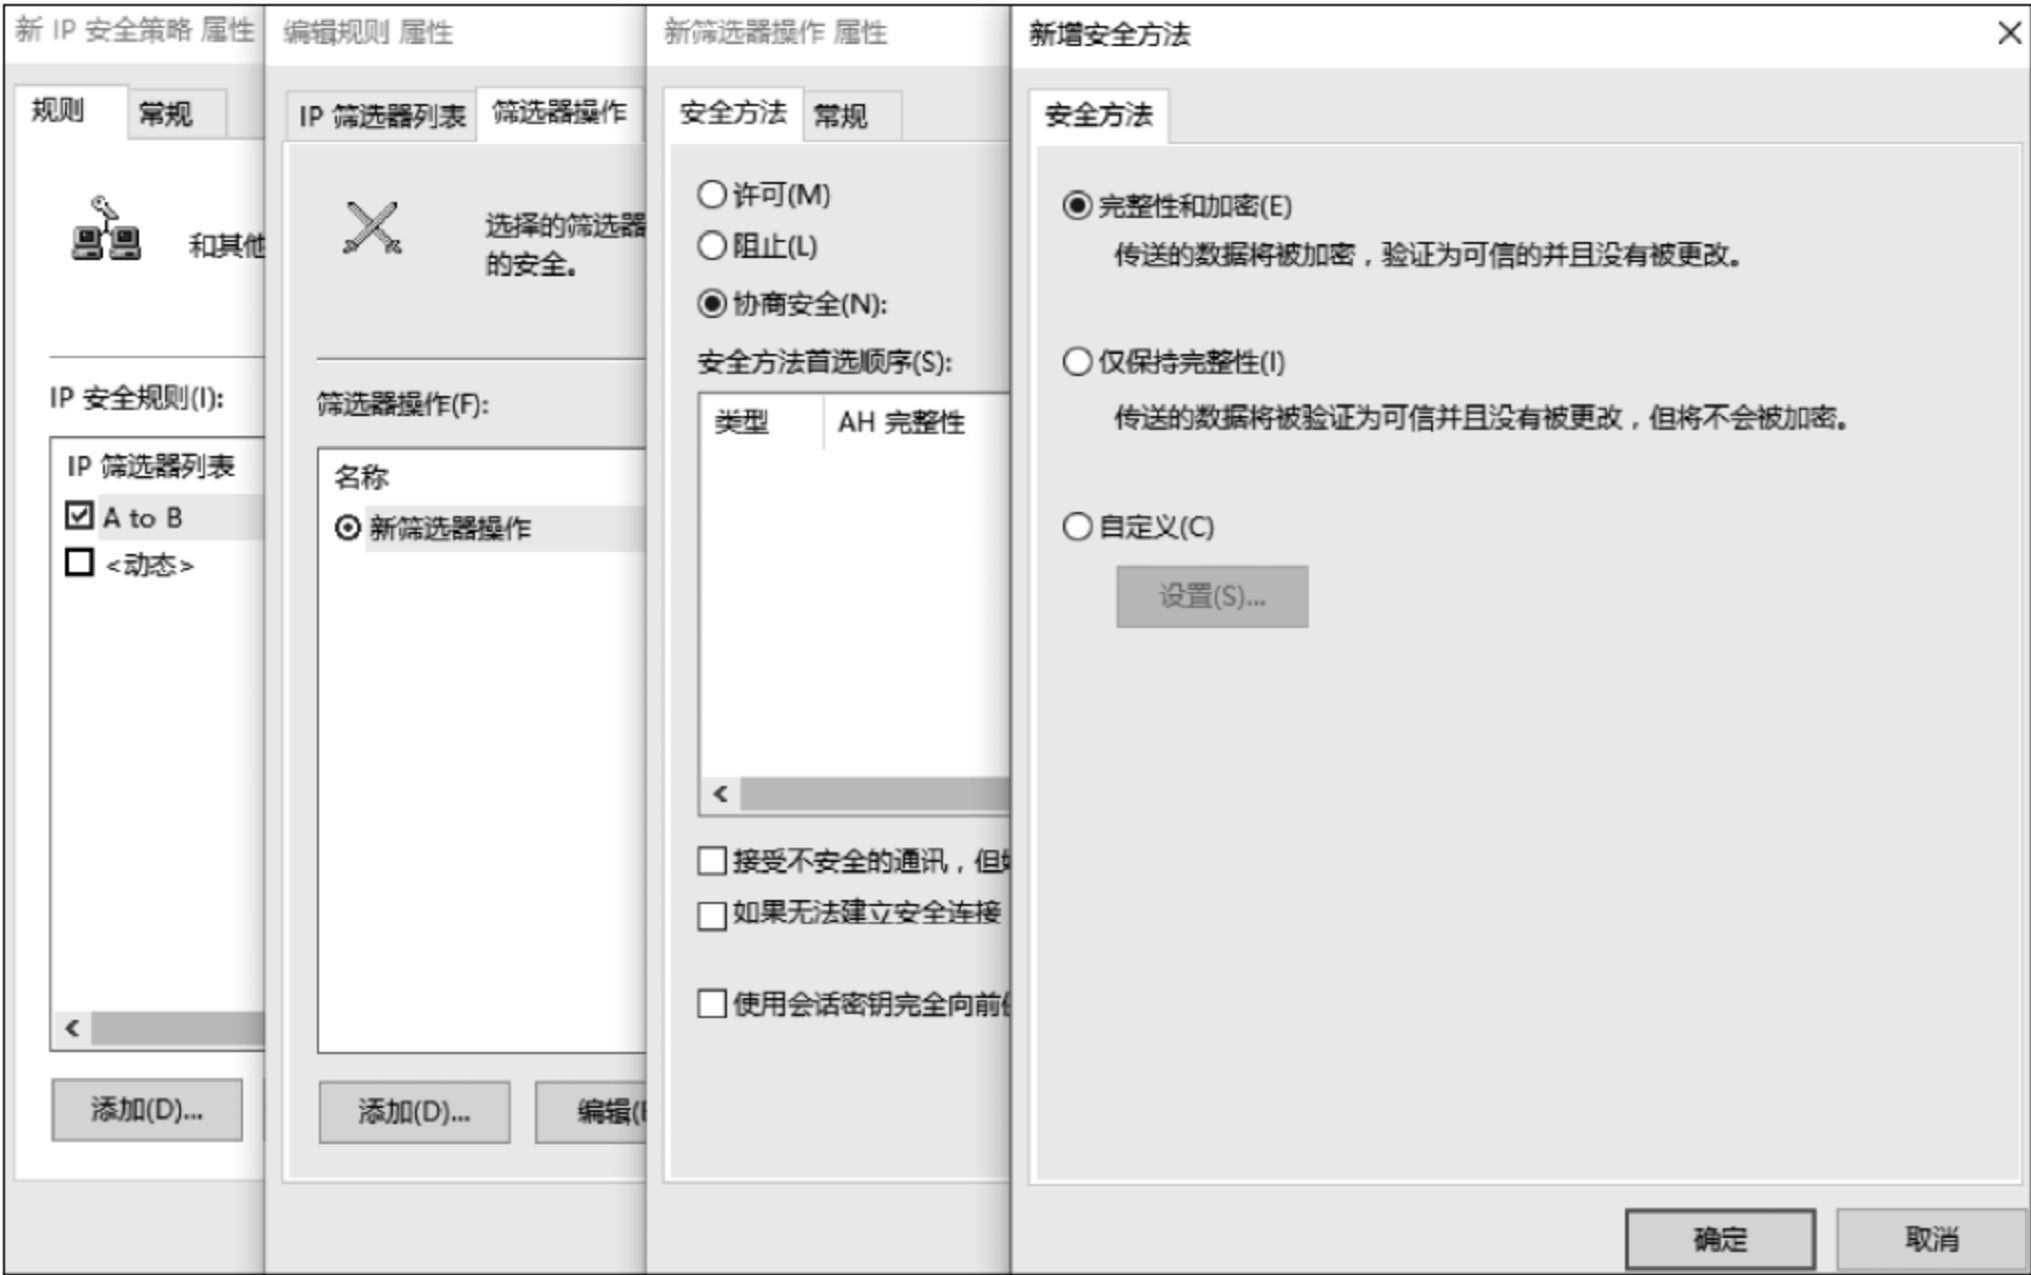 新 IP 安全策略 属性
规则
常规
和其他
IP 安全规则(I):
IP 筛选器列表
A to B
<动态>
添加(D)...
编辑规则 属性
IP 筛选器列表
筛选器操作
选择的筛选器
的安全。
筛选器操作(F):
名称
新筛选器操作
添加(D)...
编辑(
新筛选器操作 属性
安全方法
常规
许可(M)
阻止(L)
协商安全(N):
安全方法首选顺序(S):
类型
AH 完整性
接受不安全的通讯，但
如果无法建立安全连接
使用会话密钥完全向前
新增安全方法
安全方法
完整性和加密(E)
传送的数据将被加密，验证为可信的并且没有被更改。
仅保持完整性(I)
传送的数据将被验证为可信并且没有被更改，但将不会被加密。
自定义(C)
设置(S)...
确定
取消